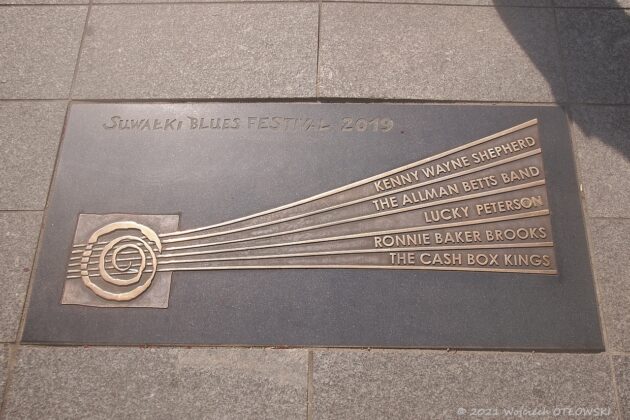 SUWAŁKI BLUES FESTIVAL 2019
KENNY WAYNE SHEPHERD
THE ALLMAN BETTS BAND
LUCKY PETERSON
RONNIE BAKER BROOKS
THE CASH BOX KINGS
© 2021 Wojciech OTŁOWSKI